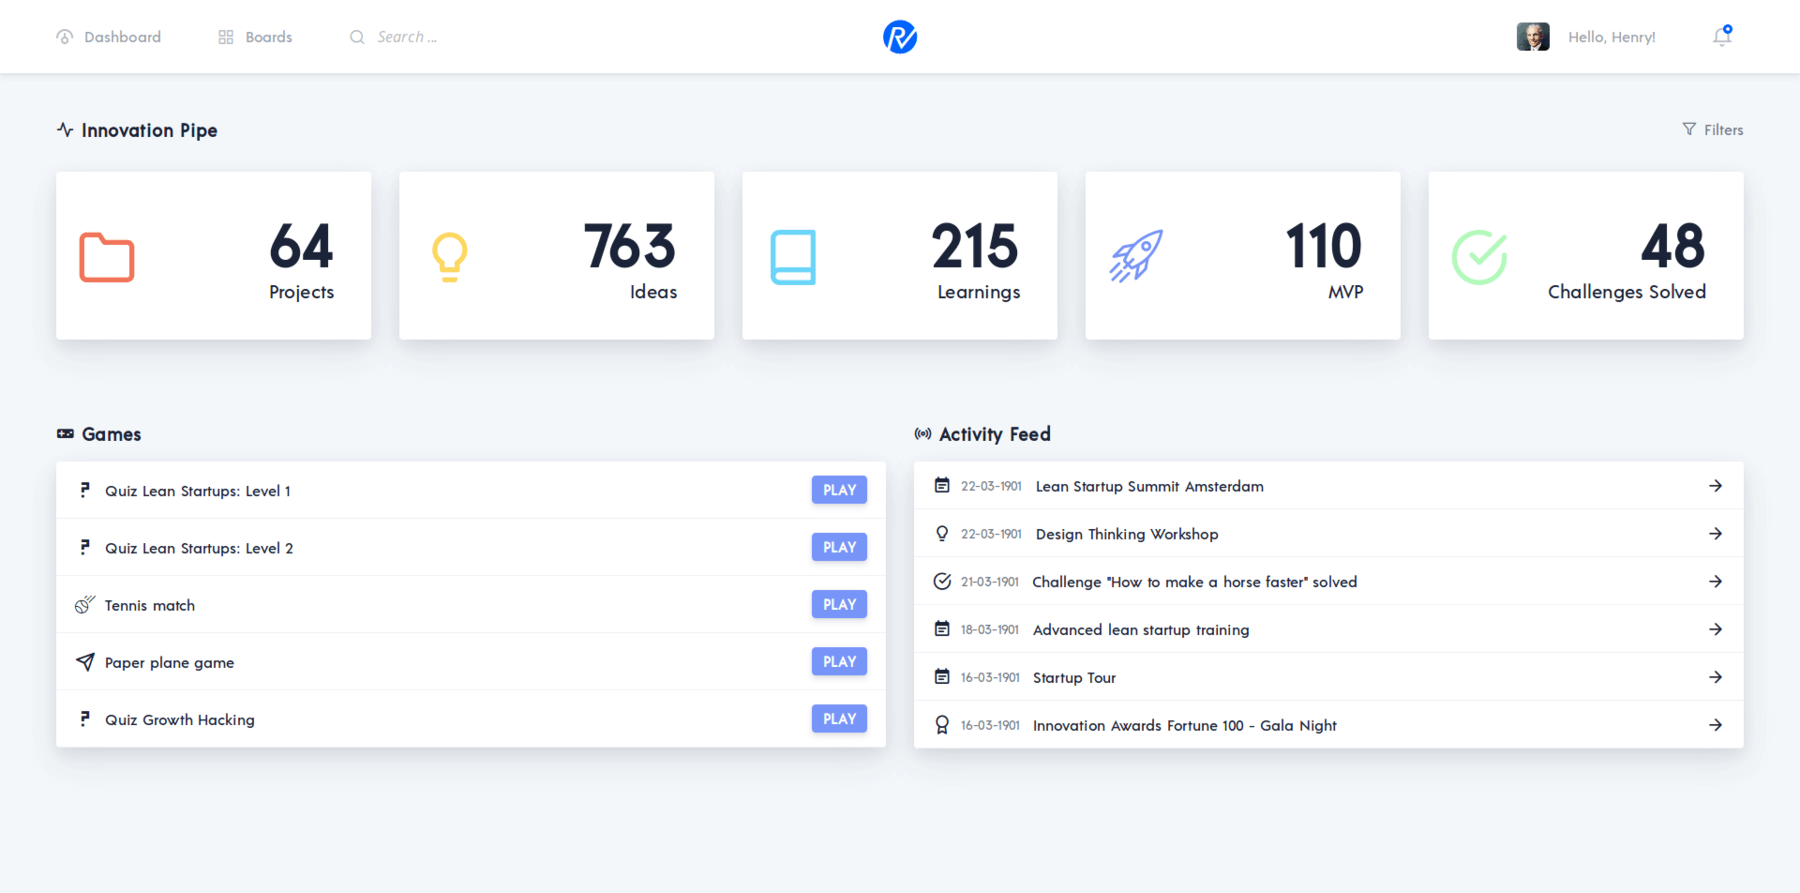 Dashboard
Boards
Search ...
Hello, Henry!
Innovation Pipe
Filters
64
Projects
763
Ideas
215
Learnings
110
MVP
48
Challenges Solved
Games
Quiz Lean Startups: Level 1
PLAY
Quiz Lean Startups: Level 2
PLAY
Tennis match
PLAY
Paper plane game
PLAY
Quiz Growth Hacking
PLAY
Activity Feed
22-03-1901 Lean Startup Summit Amsterdam
22-03-1901 Design Thinking Workshop
21-03-1901 Challenge "How to make a horse faster" solved
18-03-1901 Advanced lean startup training
16-03-1901 Startup Tour
16-03-1901 Innovation Awards Fortune 100 - Gala Night